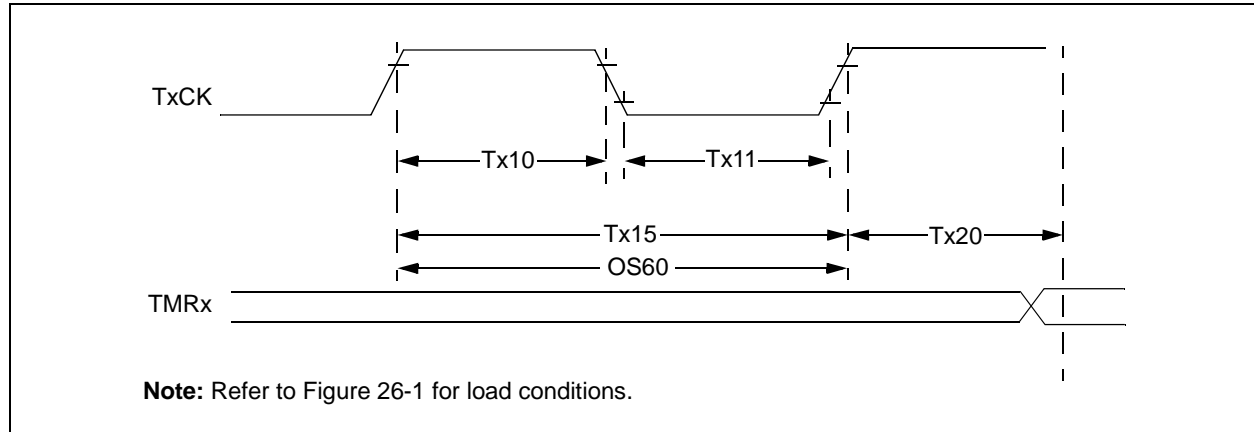 TxCK
Tx10
Tx11
Tx15
Tx20
OS60
TMRx
Note: Refer to Figure 26-1 for load conditions.